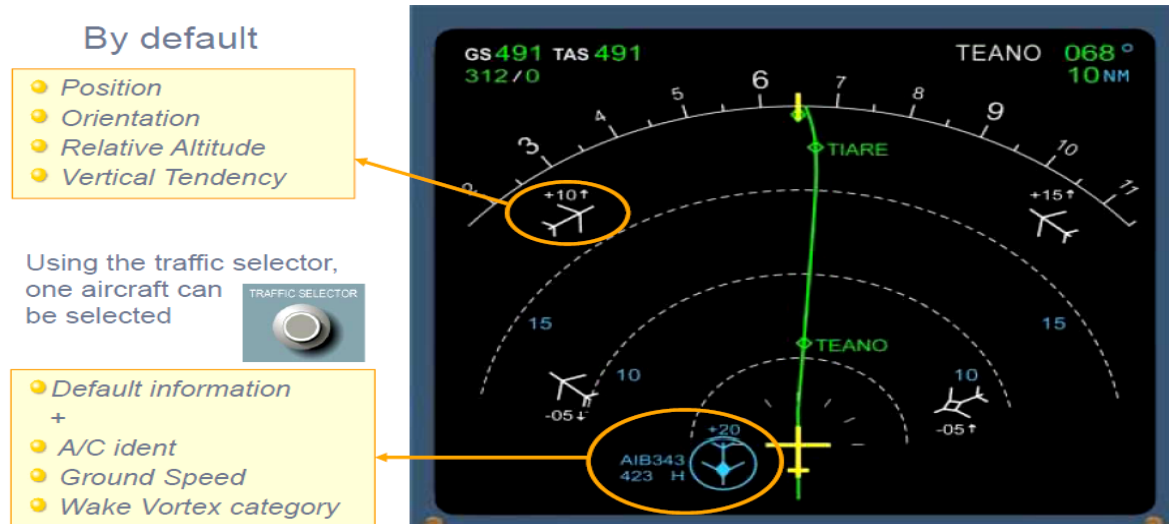 By default
Position
Orientation
Relative Altitude
Vertical Tendency
Using the traffic selector,
one aircraft can
be selected
TRAFFIC SELECTOR
Default information
+
A/C ident
Ground Speed
Wake Vortex category
GS 491 TAS 491
312/0
TEANO 068°
10 NM
3 4 5 6 7 8 9 10 11
TIARE
+10↑
+15↑
15 15
TEANO
10 10
-05↓
-05↑
+20
AIB343
423 H